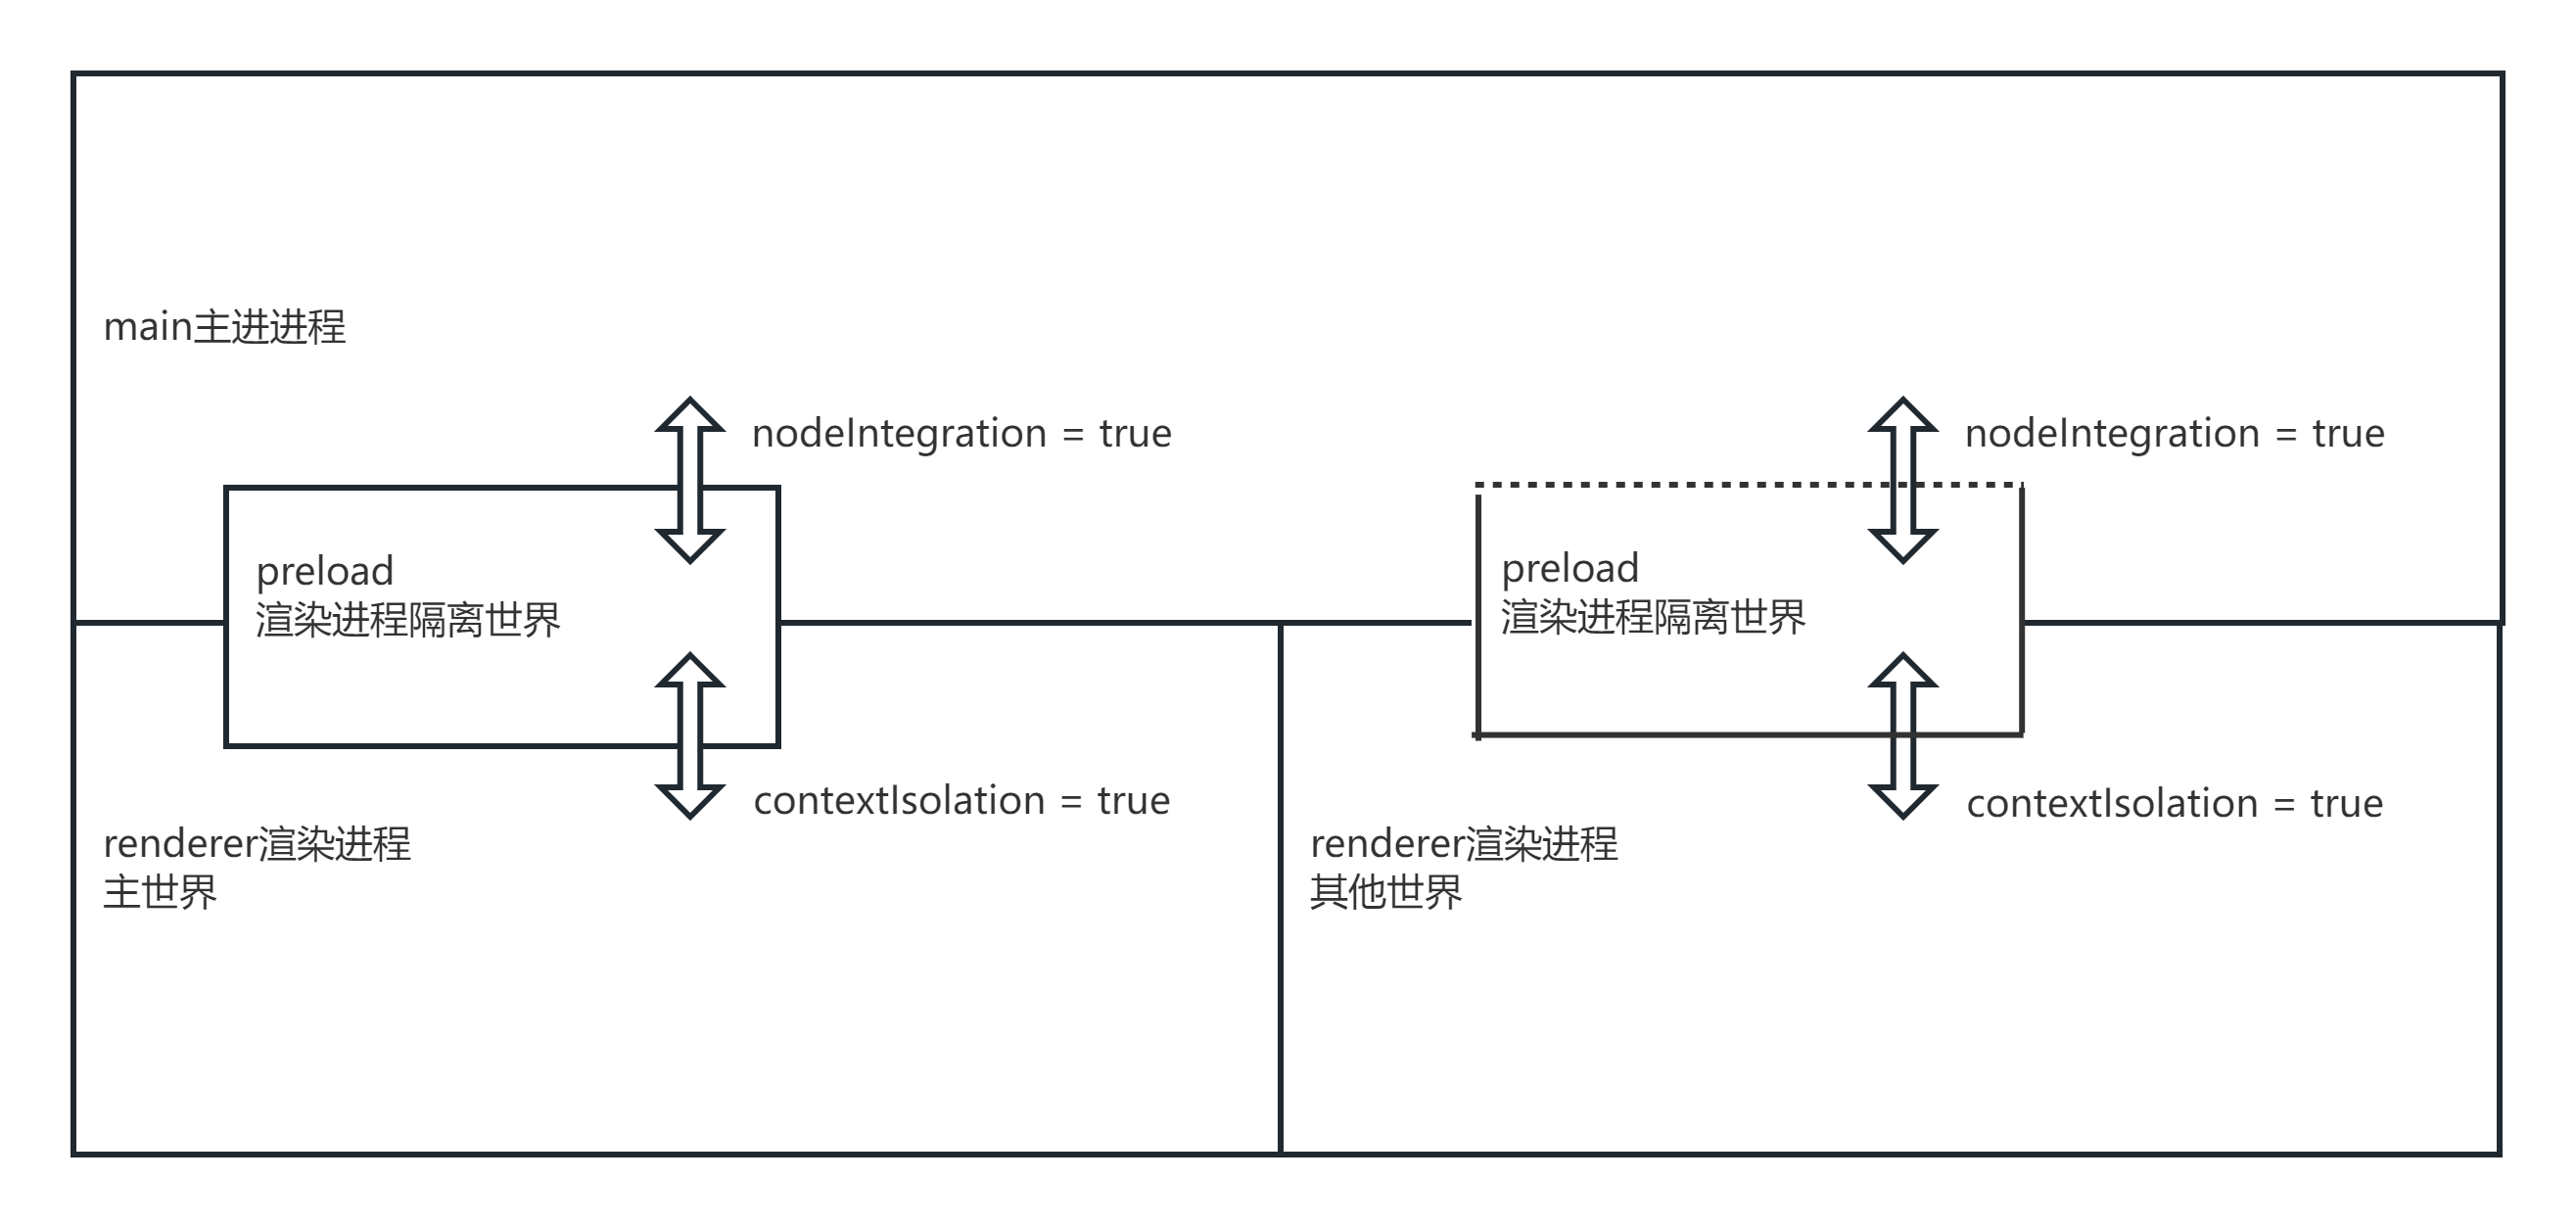 main主进进程
nodeIntegration = true
nodeIntegration = true
preload
渲染进程隔离世界
preload
渲染进程隔离世界
contextIsolation = true
contextIsolation = true
renderer渲染进程
主世界
renderer渲染进程
其他世界